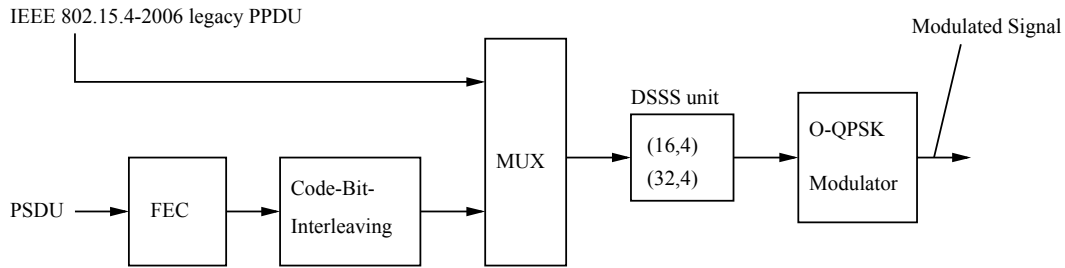 IEEE 802.15.4-2006 legacy PPDU
Modulated Signal
DSSS unit
(16,4)
(32,4)
O-QPSK
Modulator
MUX
PSDU
FEC
Code-Bit-
Interleaving